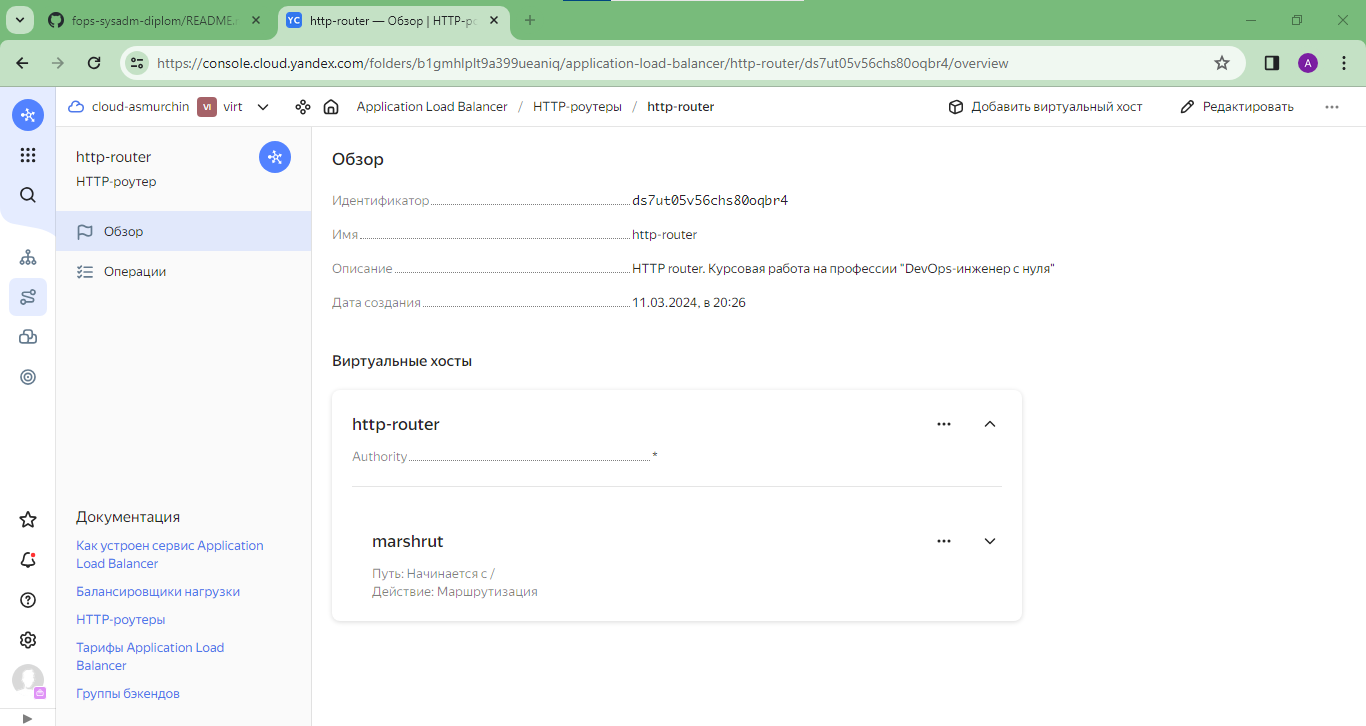 fops-sysadm-diplom/README.
http-router — Обзор | HTTP-ро
https://console.cloud.yandex.com/folders/b1gmhlplt9a399ueaniq/application-load-balancer/http-router/ds7ut05v56chs80oqbr4/overview
A
cloud-asmurchin VI virt Application Load Balancer / HTTP-роутеры / http-router Добавить виртуальный хост Редактировать
http-router
HTTP-роутер
Обзор
Операции
Документация
Как устроен сервис Application
Load Balancer
Балансировщики нагрузки
HTTP-роутеры
Тарифы Application Load
Balancer
Группы бэкендов
Обзор
Идентификатор ds7ut05v56chs80oqbr4
Имя http-router
Описание HTTP router. Курсовая работа на профессии "DevOps-инженер с нуля"
Дата создания 11.03.2024, в 20:26
Виртуальные хосты
http-router
Authority *
marshrut
Путь: Начинается с /
Действие: Маршрутизация